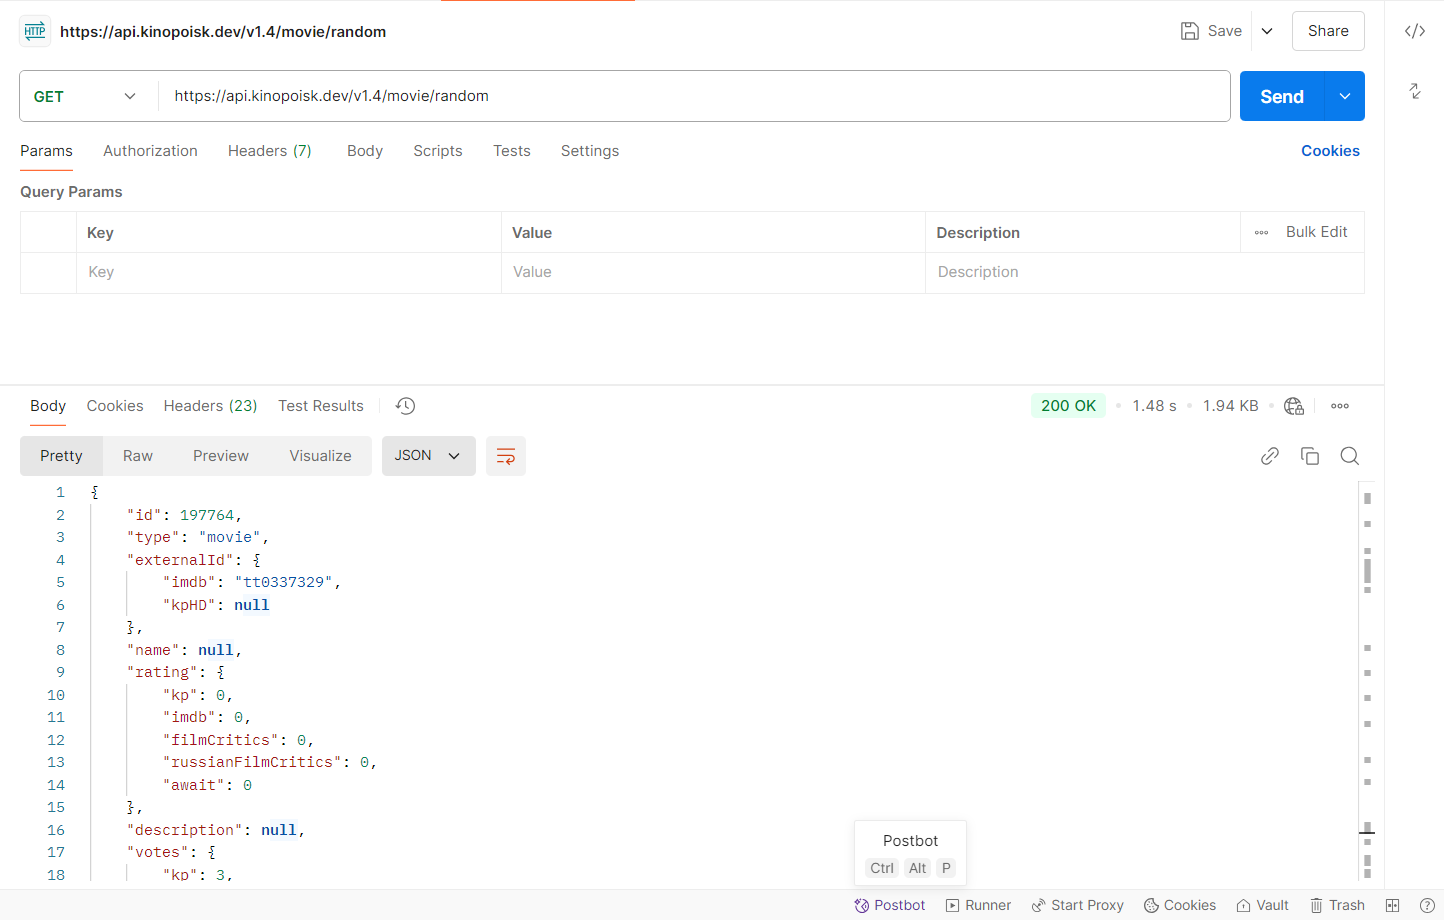 HTTP https://api.kinopoisk.dev/v1.4/movie/random Save Share
GET https://api.kinopoisk.dev/v1.4/movie/random Send
Params Authorization Headers (7) Body Scripts Tests Settings Cookies
Query Params
Key Value Description Bulk Edit
Key Value Description
Body Cookies Headers (23) Test Results 200 OK 1.48 s 1.94 KB
Pretty Raw Preview Visualize JSON
1 {
2 "id": 197764,
3 "type": "movie",
4 "externalId": {
5 "imdb": "tt0337329",
6 "kpHD": null
7 },
8 "name": null,
9 "rating": {
10 "kp": 0,
11 "imdb": 0,
12 "filmCritics": 0,
13 "russianFilmCritics": 0,
14 "await": 0
15 },
16 "description": null,
17 "votes": {
18 "kp": 3,
Postbot
Ctrl Alt P
Postbot Runner Start Proxy Cookies Vault Trash